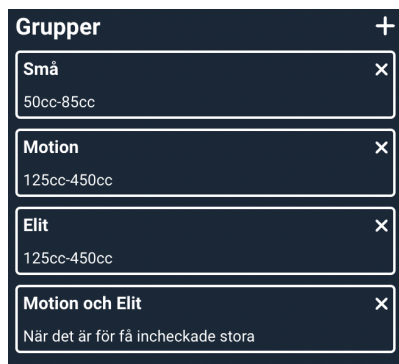 Grupper
Små
50cc-85cc
Motion
125cc-450cc
Elit
125cc-450cc
Motion och Elit
När det är för få incheckade stora